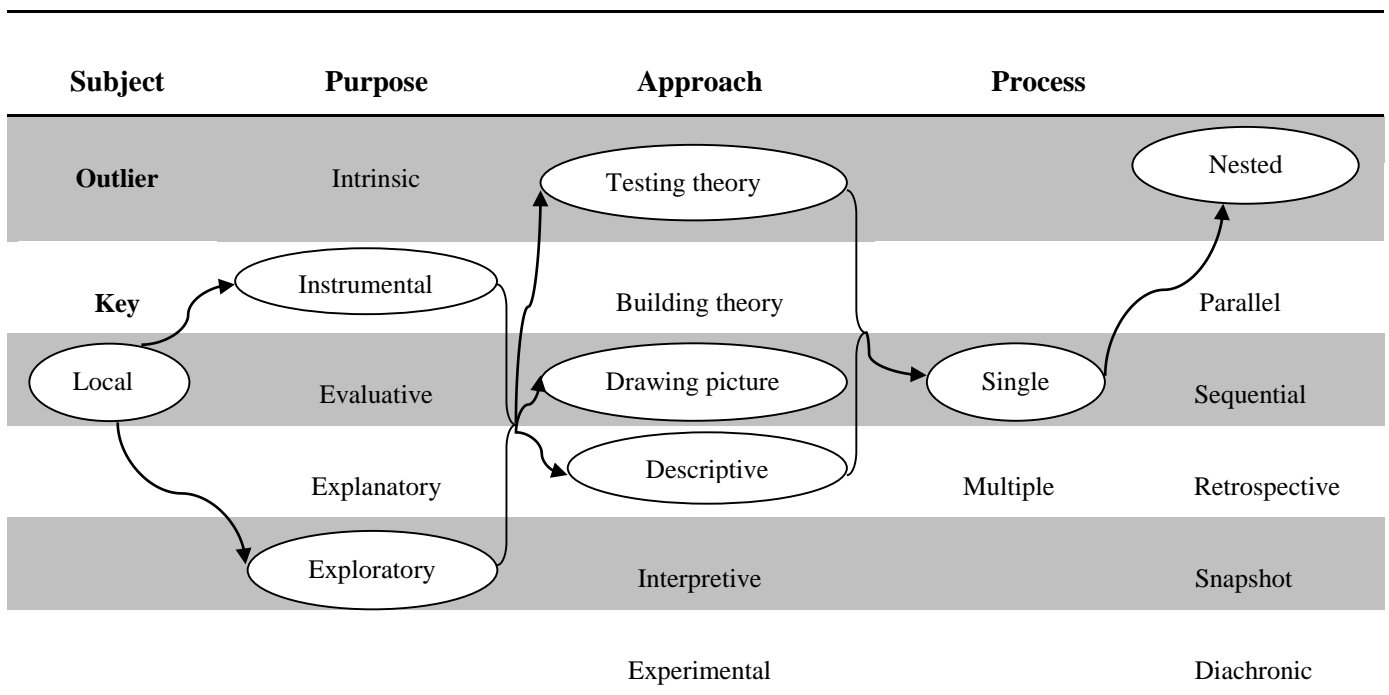 Subject Purpose Approach Process
Outlier Intrinsic Testing theory Nested
Key Instrumental Building theory Parallel
Local Evaluative Drawing picture Single Sequential
Explanatory Descriptive Multiple Retrospective
Exploratory Interpretive Snapshot
Experimental Diachronic